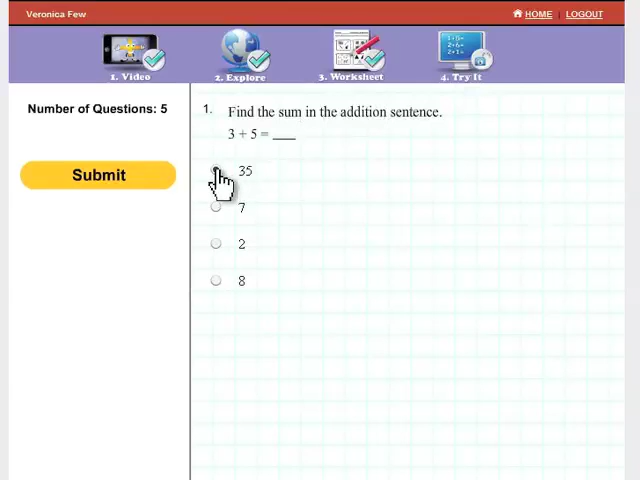 Veronica Few
HOME | LOGOUT
1. Video
2. Explore
3. Worksheet
4. Try It
Number of Questions: 5
Submit
1. Find the sum in the addition sentence.
3 + 5 = ___
35
7
2
8